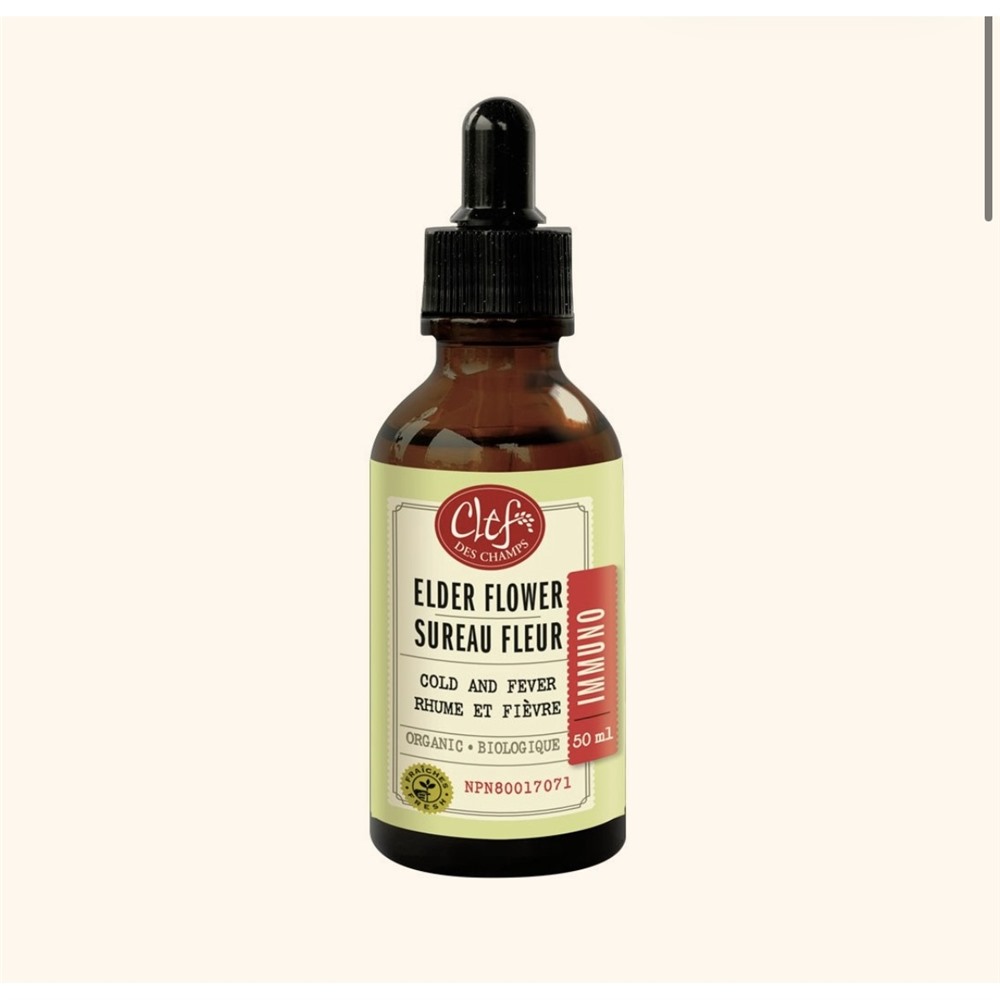 Clef
DES CHAMPS
ELDER FLOWER
SUREAU FLEUR
COLD AND FEVER
RHUME ET FIÈVRE
ORGANIC • BIOLOGIQUE
IMMUNO
50 ml
FRAÎCHES
FRESH
NPN80017071